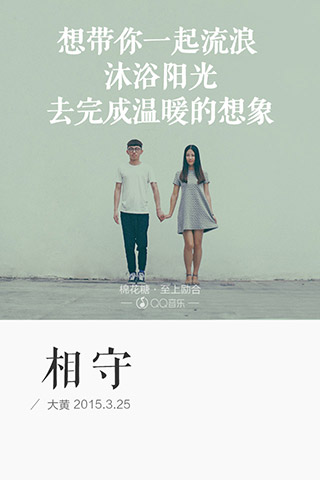 想带你一起流浪
沐浴阳光
去完成温暖的想象
棉花糖·至上励合
QQ音乐
相守
/ 大黄 2015.3.25